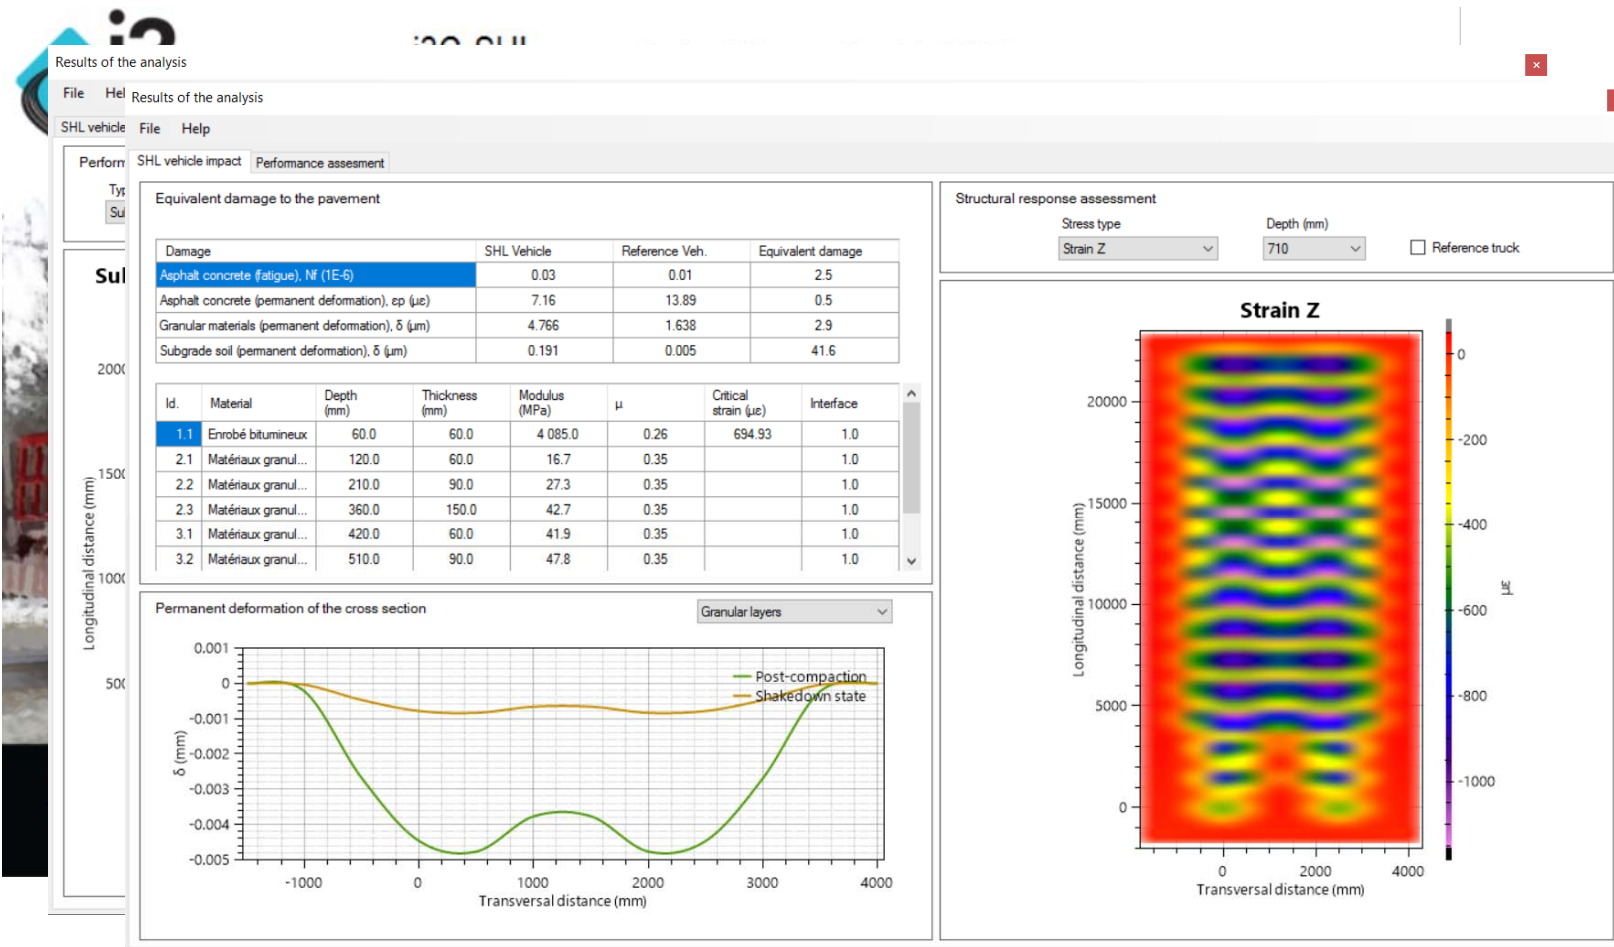 Results of the analysis
File
SHL vehicle
2000
Longitudinal distance (mm)
Results of the analysis
File Help
SHL vehicle impact Performance assesment
Equivalent damage to the pavement
Damage SHL Vehicle Reference Veh. Equivalent damage
Asphalt concrete (fatigue), Nf (1E-6) 0.03 0.01 2.5
Asphalt concrete (permanent deformation), εp (με) 7.16 13.89 0.5
Granular materials (permanent deformation), δ (μm) 4.766 1.638 2.9
Subgrade soil (permanent deformation), δ (μm) 0.191 0.005 41.6
Id. Material Depth (mm) Thickness (mm) Modulus (MPa) μ Critical strain (με) Interface
1.1 Enrobé bitumineux 60.0 60.0 4 085.0 0.26 694.93 1.0
2.1 Matériaux granul... 120.0 60.0 16.7 0.35 1.0
2.2 Matériaux granul... 210.0 90.0 27.3 0.35 1.0
2.3 Matériaux granul... 360.0 150.0 42.7 0.35 1.0
3.1 Matériaux granul... 420.0 60.0 41.9 0.35 1.0
3.2 Matériaux granul... 510.0 90.0 47.8 0.35 1.0
Permanent deformation of the cross section Granular layers
0.001
0
-0.001
-0.002
-0.003
-0.004
-0.005
δ (mm)
Post-compaction
Shakedown state
-1000 0 1000 2000 3000 4000
Transversal distance (mm)
Structural response assessment
Stress type Depth (mm)
Strain Z 710 Reference truck
Strain Z
20000
15000
10000
5000
0
Longitudinal distance (mm)
0 2000 4000
Transversal distance (mm)
0
-200
-400
-600
-800
-1000
με